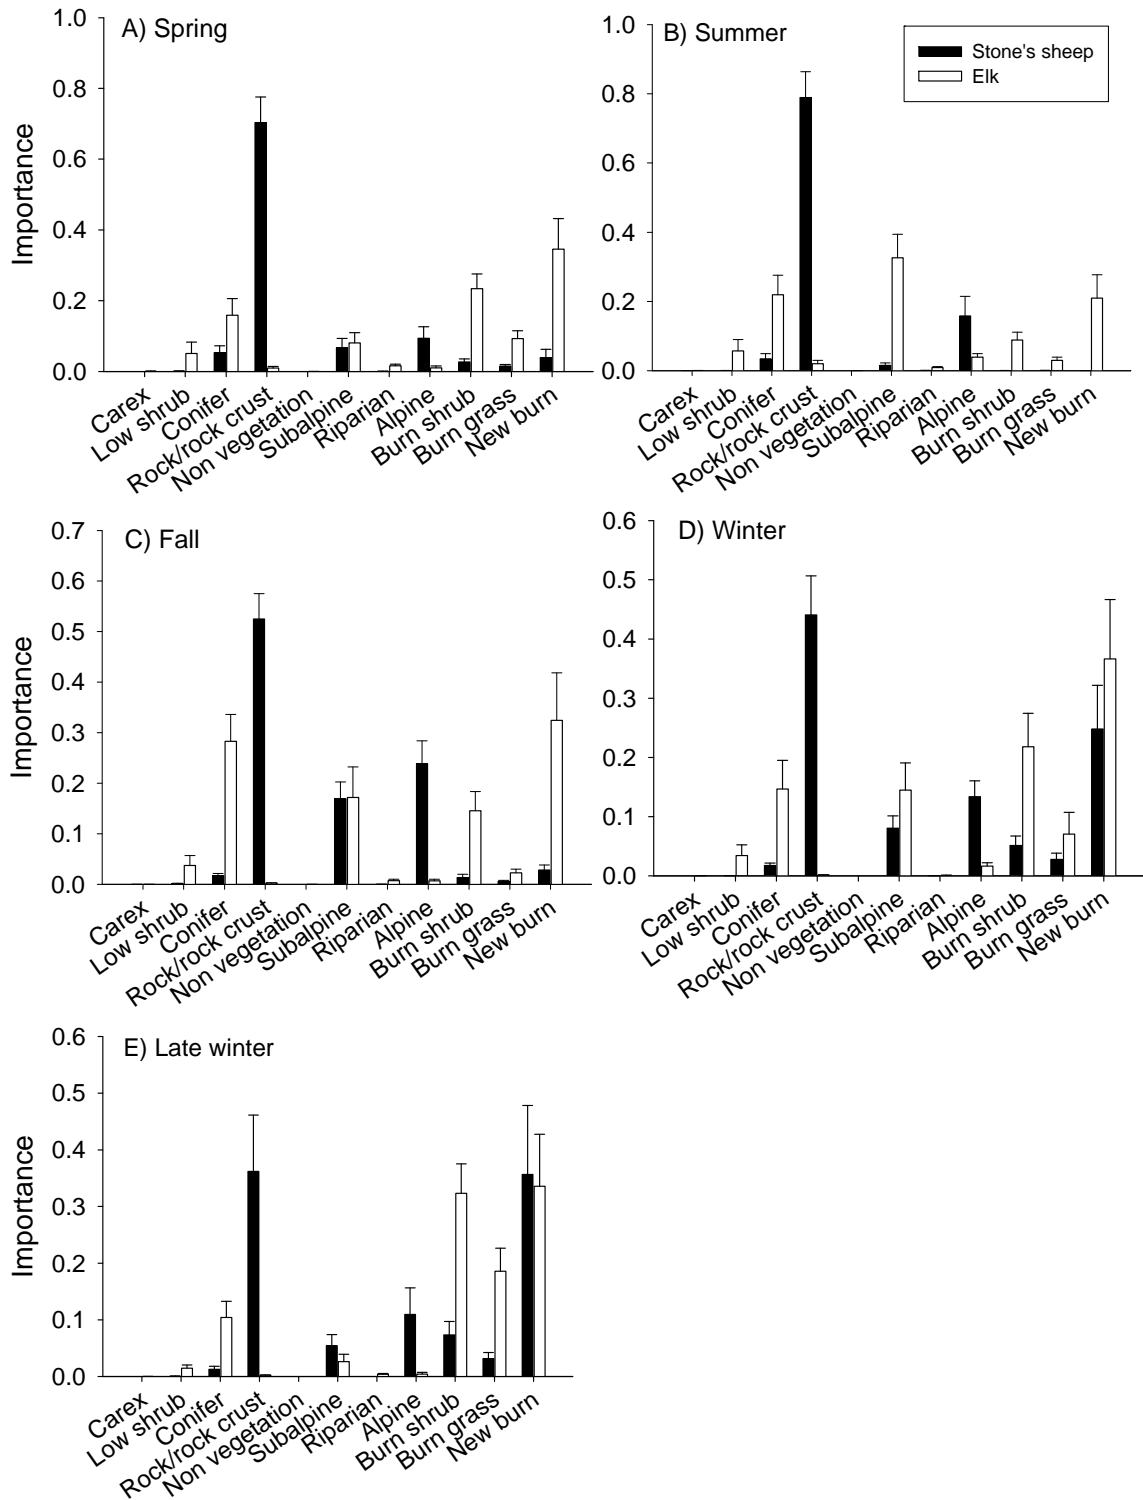 A) Spring
Importance
1.0
0.8
0.6
0.4
0.2
0.0
Carex
Low shrub
Conifer
Rock/rock crust
Non vegetation
Subalpine
Riparian
Alpine
Burn shrub
Burn grass
New burn
B) Summer
Stone's sheep
Elk
1.0
0.8
0.6
0.4
0.2
0.0
Carex
Low shrub
Conifer
Rock/rock crust
Non vegetation
Subalpine
Riparian
Alpine
Burn shrub
Burn grass
New burn
C) Fall
Importance
0.7
0.6
0.5
0.4
0.3
0.2
0.1
0.0
Carex
Low shrub
Conifer
Rock/rock crust
Non vegetation
Subalpine
Riparian
Alpine
Burn shrub
Burn grass
New burn
D) Winter
0.6
0.5
0.4
0.3
0.2
0.1
0.0
Carex
Low shrub
Conifer
Rock/rock crust
Non vegetation
Subalpine
Riparian
Alpine
Burn shrub
Burn grass
New burn
E) Late winter
Importance
0.6
0.5
0.4
0.3
0.2
0.1
0.0
Carex
Low shrub
Conifer
Rock/rock crust
Non vegetation
Subalpine
Riparian
Alpine
Burn shrub
Burn grass
New burn